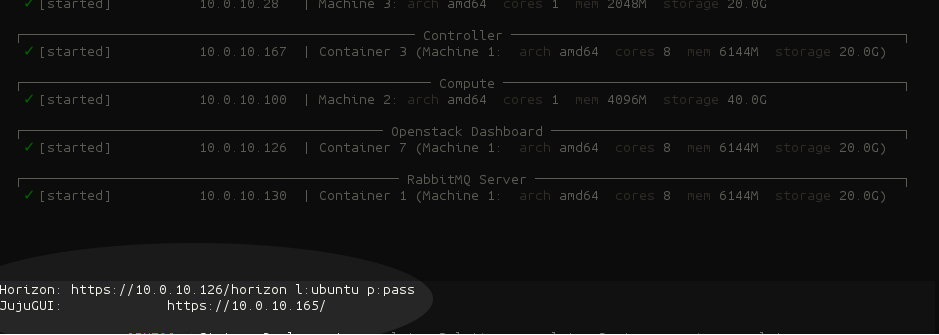 [started] 10.0.10.28 | Machine 3: arch amd64 cores 1 mem 2048M storage 20.0G
Controller
✓ [started] 10.0.10.167 | Container 3 (Machine 1: arch amd64 cores 8 mem 6144M storage 20.0G)
Compute
✓ [started] 10.0.10.100 | Machine 2: arch amd64 cores 1 mem 4096M storage 40.0G
Openstack Dashboard
✓ [started] 10.0.10.126 | Container 7 (Machine 1: arch amd64 cores 8 mem 6144M storage 20.0G)
RabbitMQ Server
✓ [started] 10.0.10.130 | Container 1 (Machine 1: arch amd64 cores 8 mem 6144M storage 20.0G)
Horizon: https://10.0.10.126/horizon l:ubuntu p:pass
JujuGUI: https://10.0.10.165/